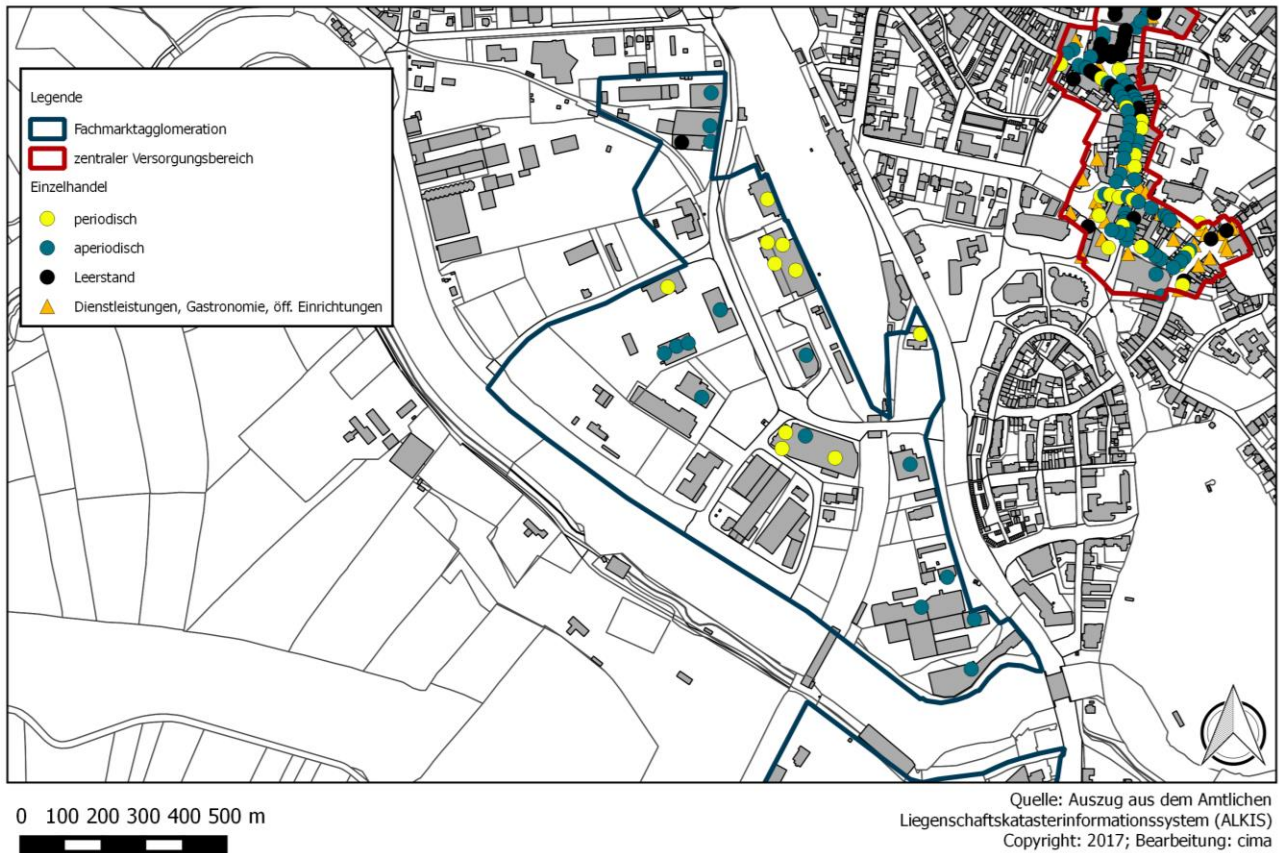 Legende
Fachmarktagglomeration
zentraler Versorgungsbereich
Einzelhandel
periodisch
aperiodisch
Leerstand
Dienstleistungen, Gastronomie, öff. Einrichtungen
0 100 200 300 400 500 m
Quelle: Auszug aus dem Amtlichen
Liegenschaftskatasterinformationssystem (ALKIS)
Copyright: 2017; Bearbeitung: cima